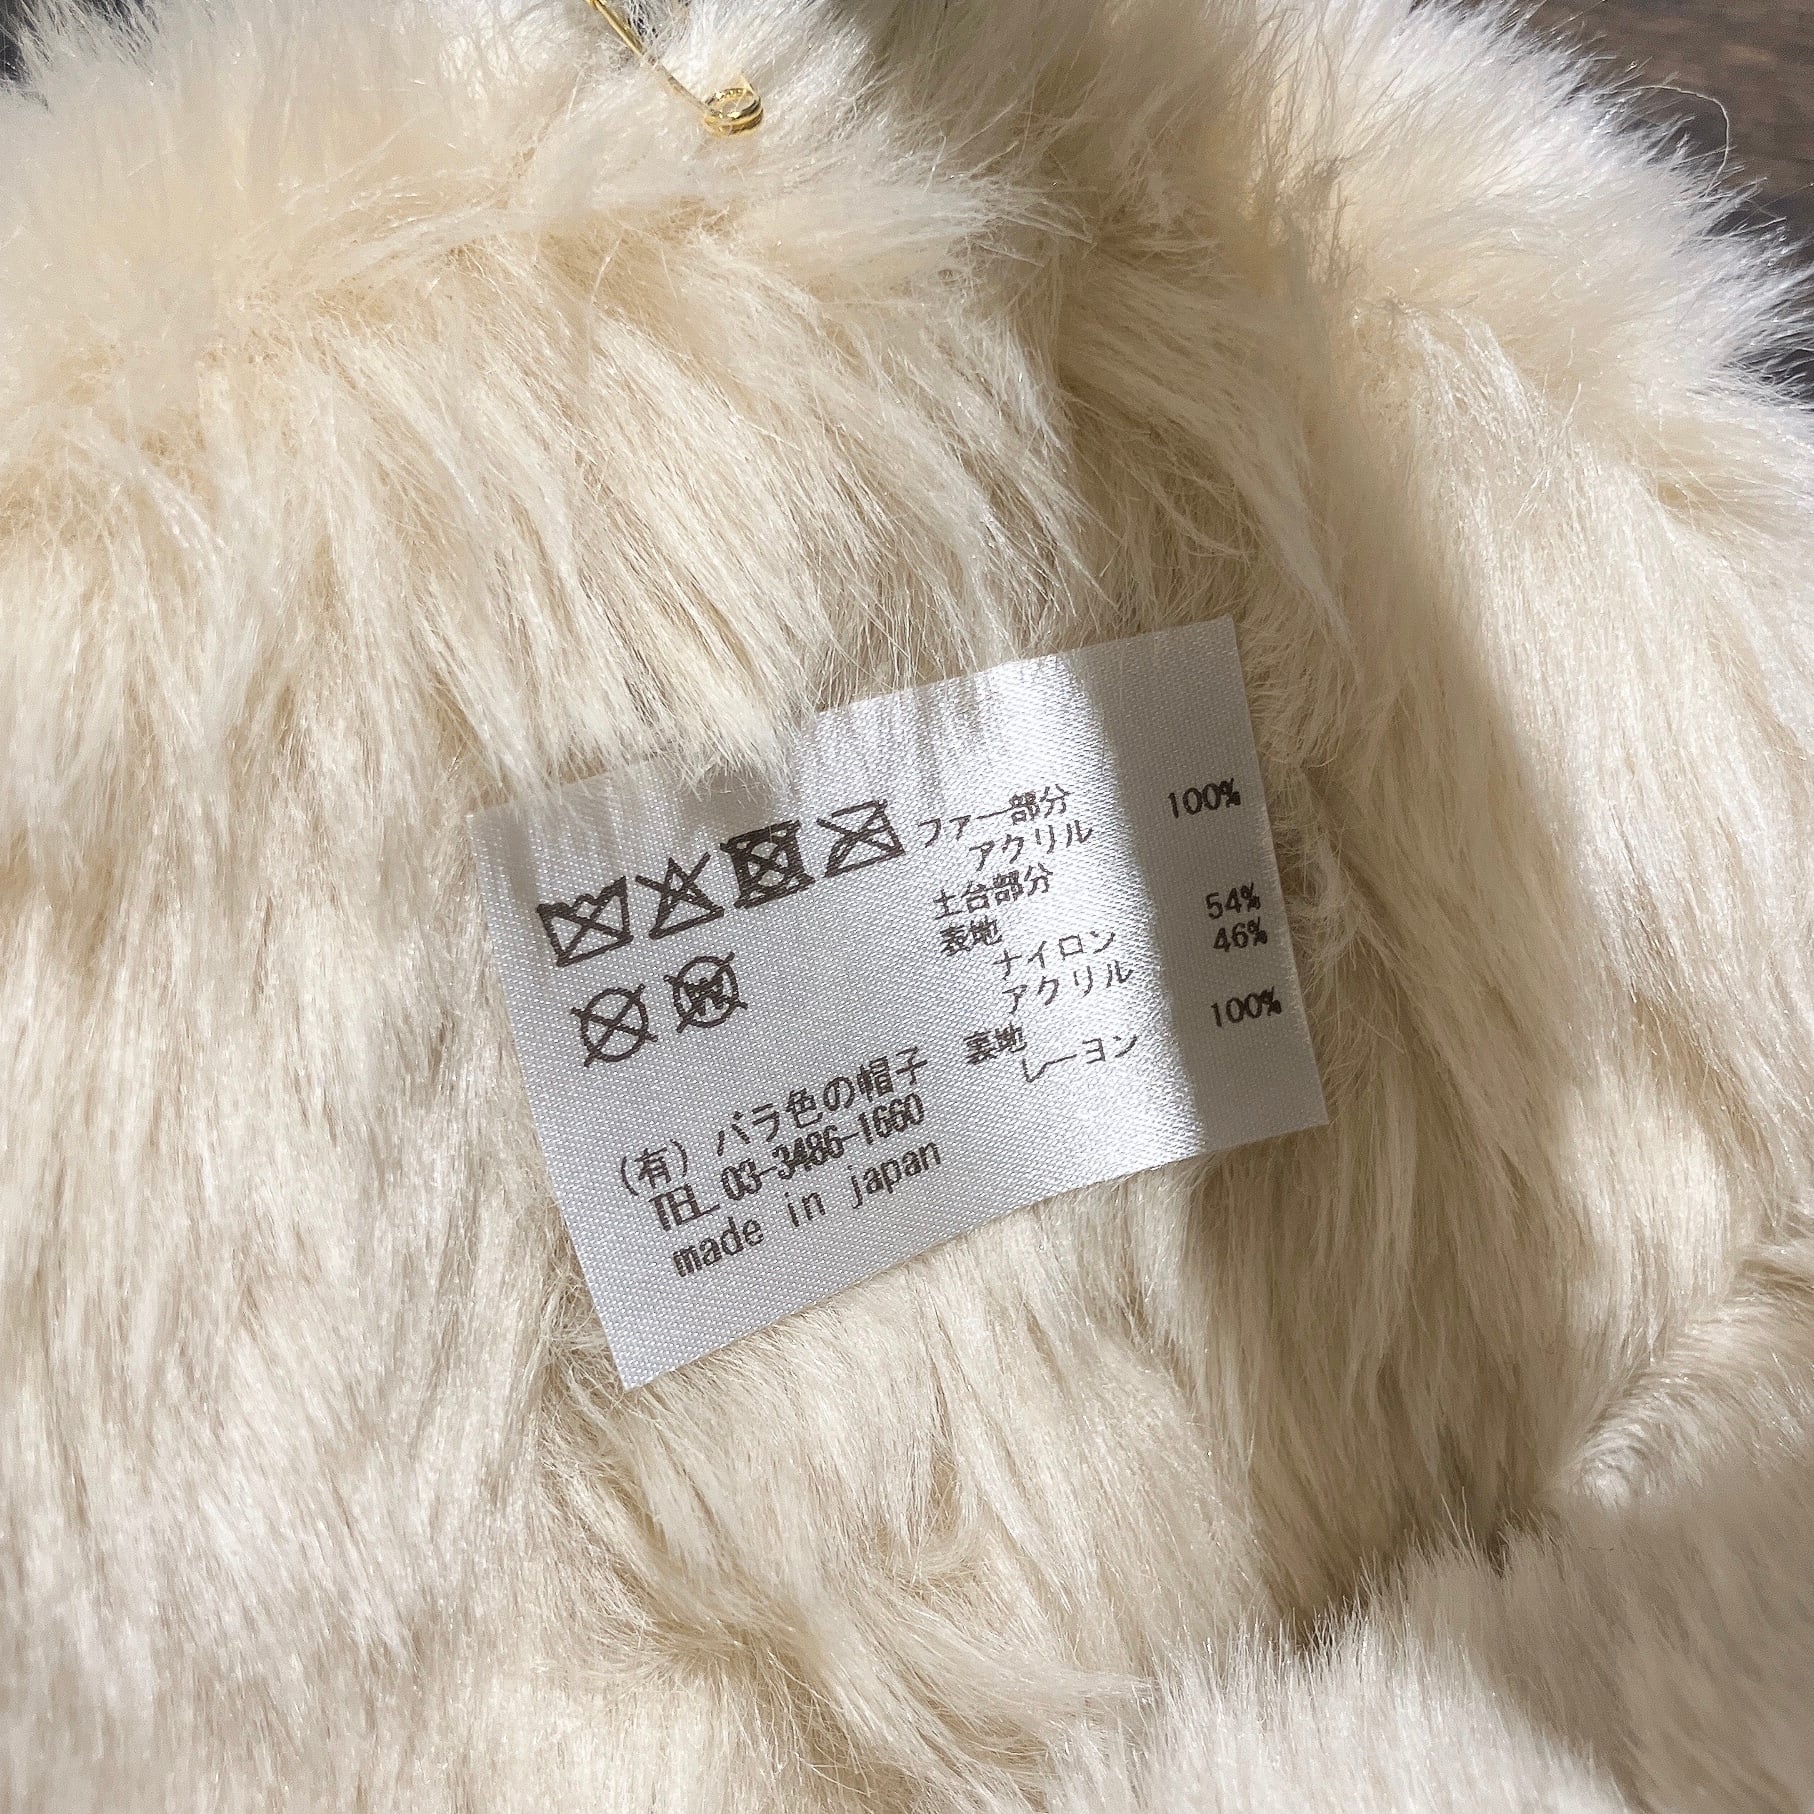 ファー部分
アクリル 100%
土台部分
表地
ナイロン 54%
アクリル 46%
裏地
レーヨン 100%
(有) バラ色の帽子
TEL 03-3486-1660
made in japan